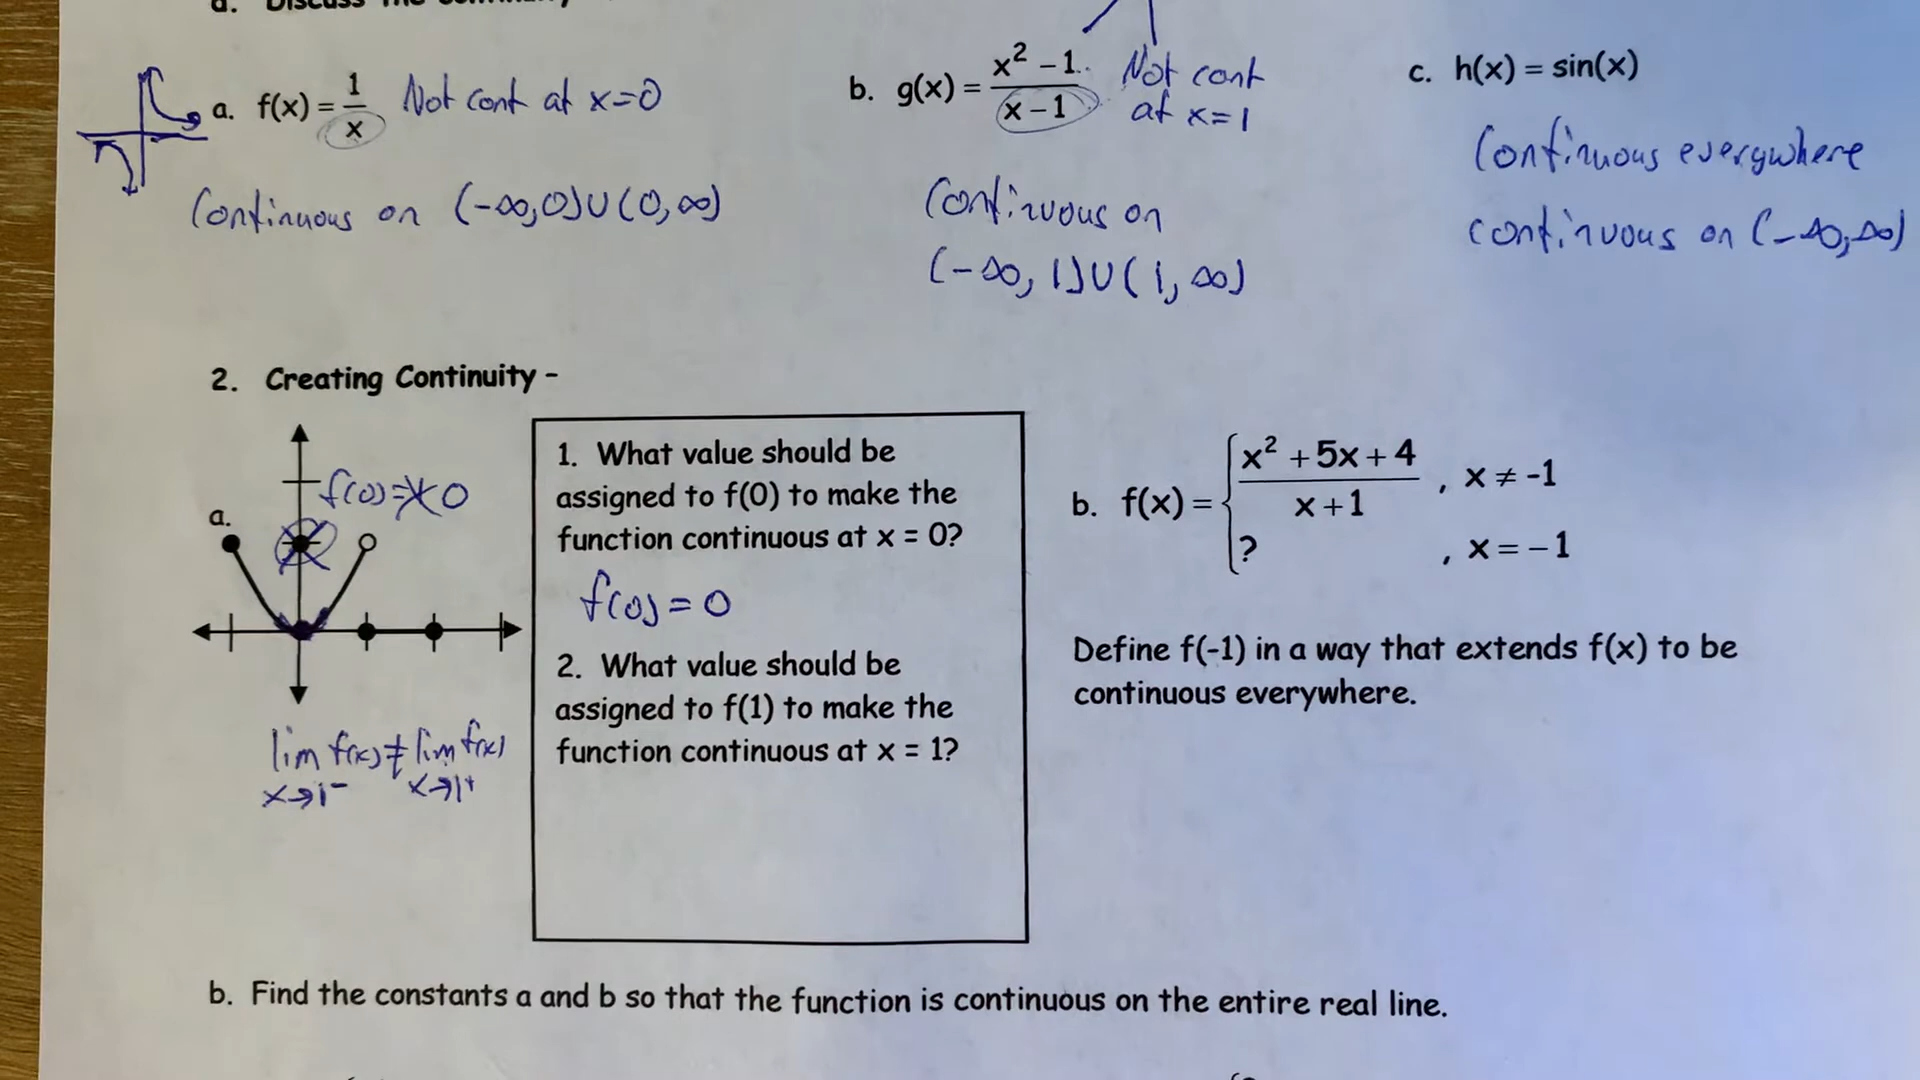 a. f(x) = 1/x Not cont at x=0
Continuous on (-∞,0)∪(0,∞)
b. g(x) = (x² - 1)/(x - 1) Not cont
at x=1
Continuous on
(-∞, 1)∪(1, ∞)
c. h(x) = sin(x)
Continuous everywhere
continuous on (-∞,∞)
2. Creating Continuity -
a.
f(0)= 0
lim f(x) ≠ lim f(x)
x→1⁻ x→1⁺
1. What value should be
assigned to f(0) to make the
function continuous at x = 0?
f(0) = 0
2. What value should be
assigned to f(1) to make the
function continuous at x = 1?
b. f(x) = { (x² + 5x + 4)/(x + 1) , x ≠ -1
? , x = -1
Define f(-1) in a way that extends f(x) to be
continuous everywhere.
b. Find the constants a and b so that the function is continuous on the entire real line.